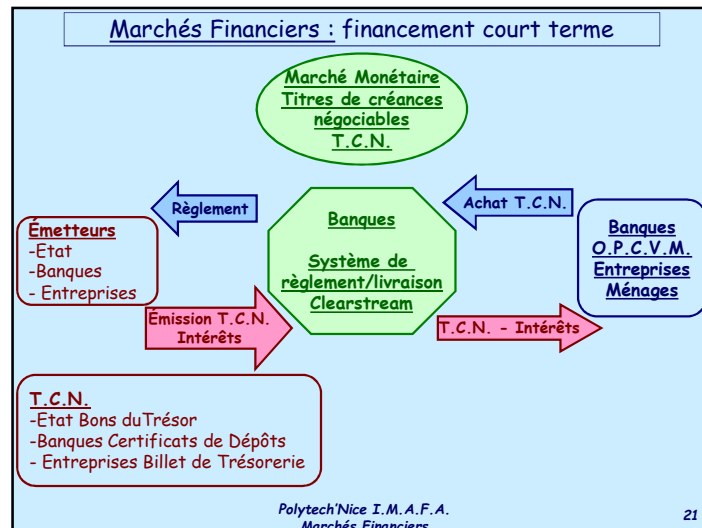 Marchés Financiers : financement court terme
Marché Monétaire
Titres de créances
négociables
T.C.N.
Règlement
Achat T.C.N.
Émetteurs
-Etat
-Banques
- Entreprises
Banques
Système de
règlement/livraison
Clearstream
Banques
O.P.C.V.M.
Entreprises
Ménages
Émission T.C.N.
Intérêts
T.C.N. - Intérêts
T.C.N.
-Etat Bons duTrésor
-Banques Certificats de Dépôts
- Entreprises Billet de Trésorerie
Polytech'Nice I.M.A.F.A.
Marchés Financiers
21